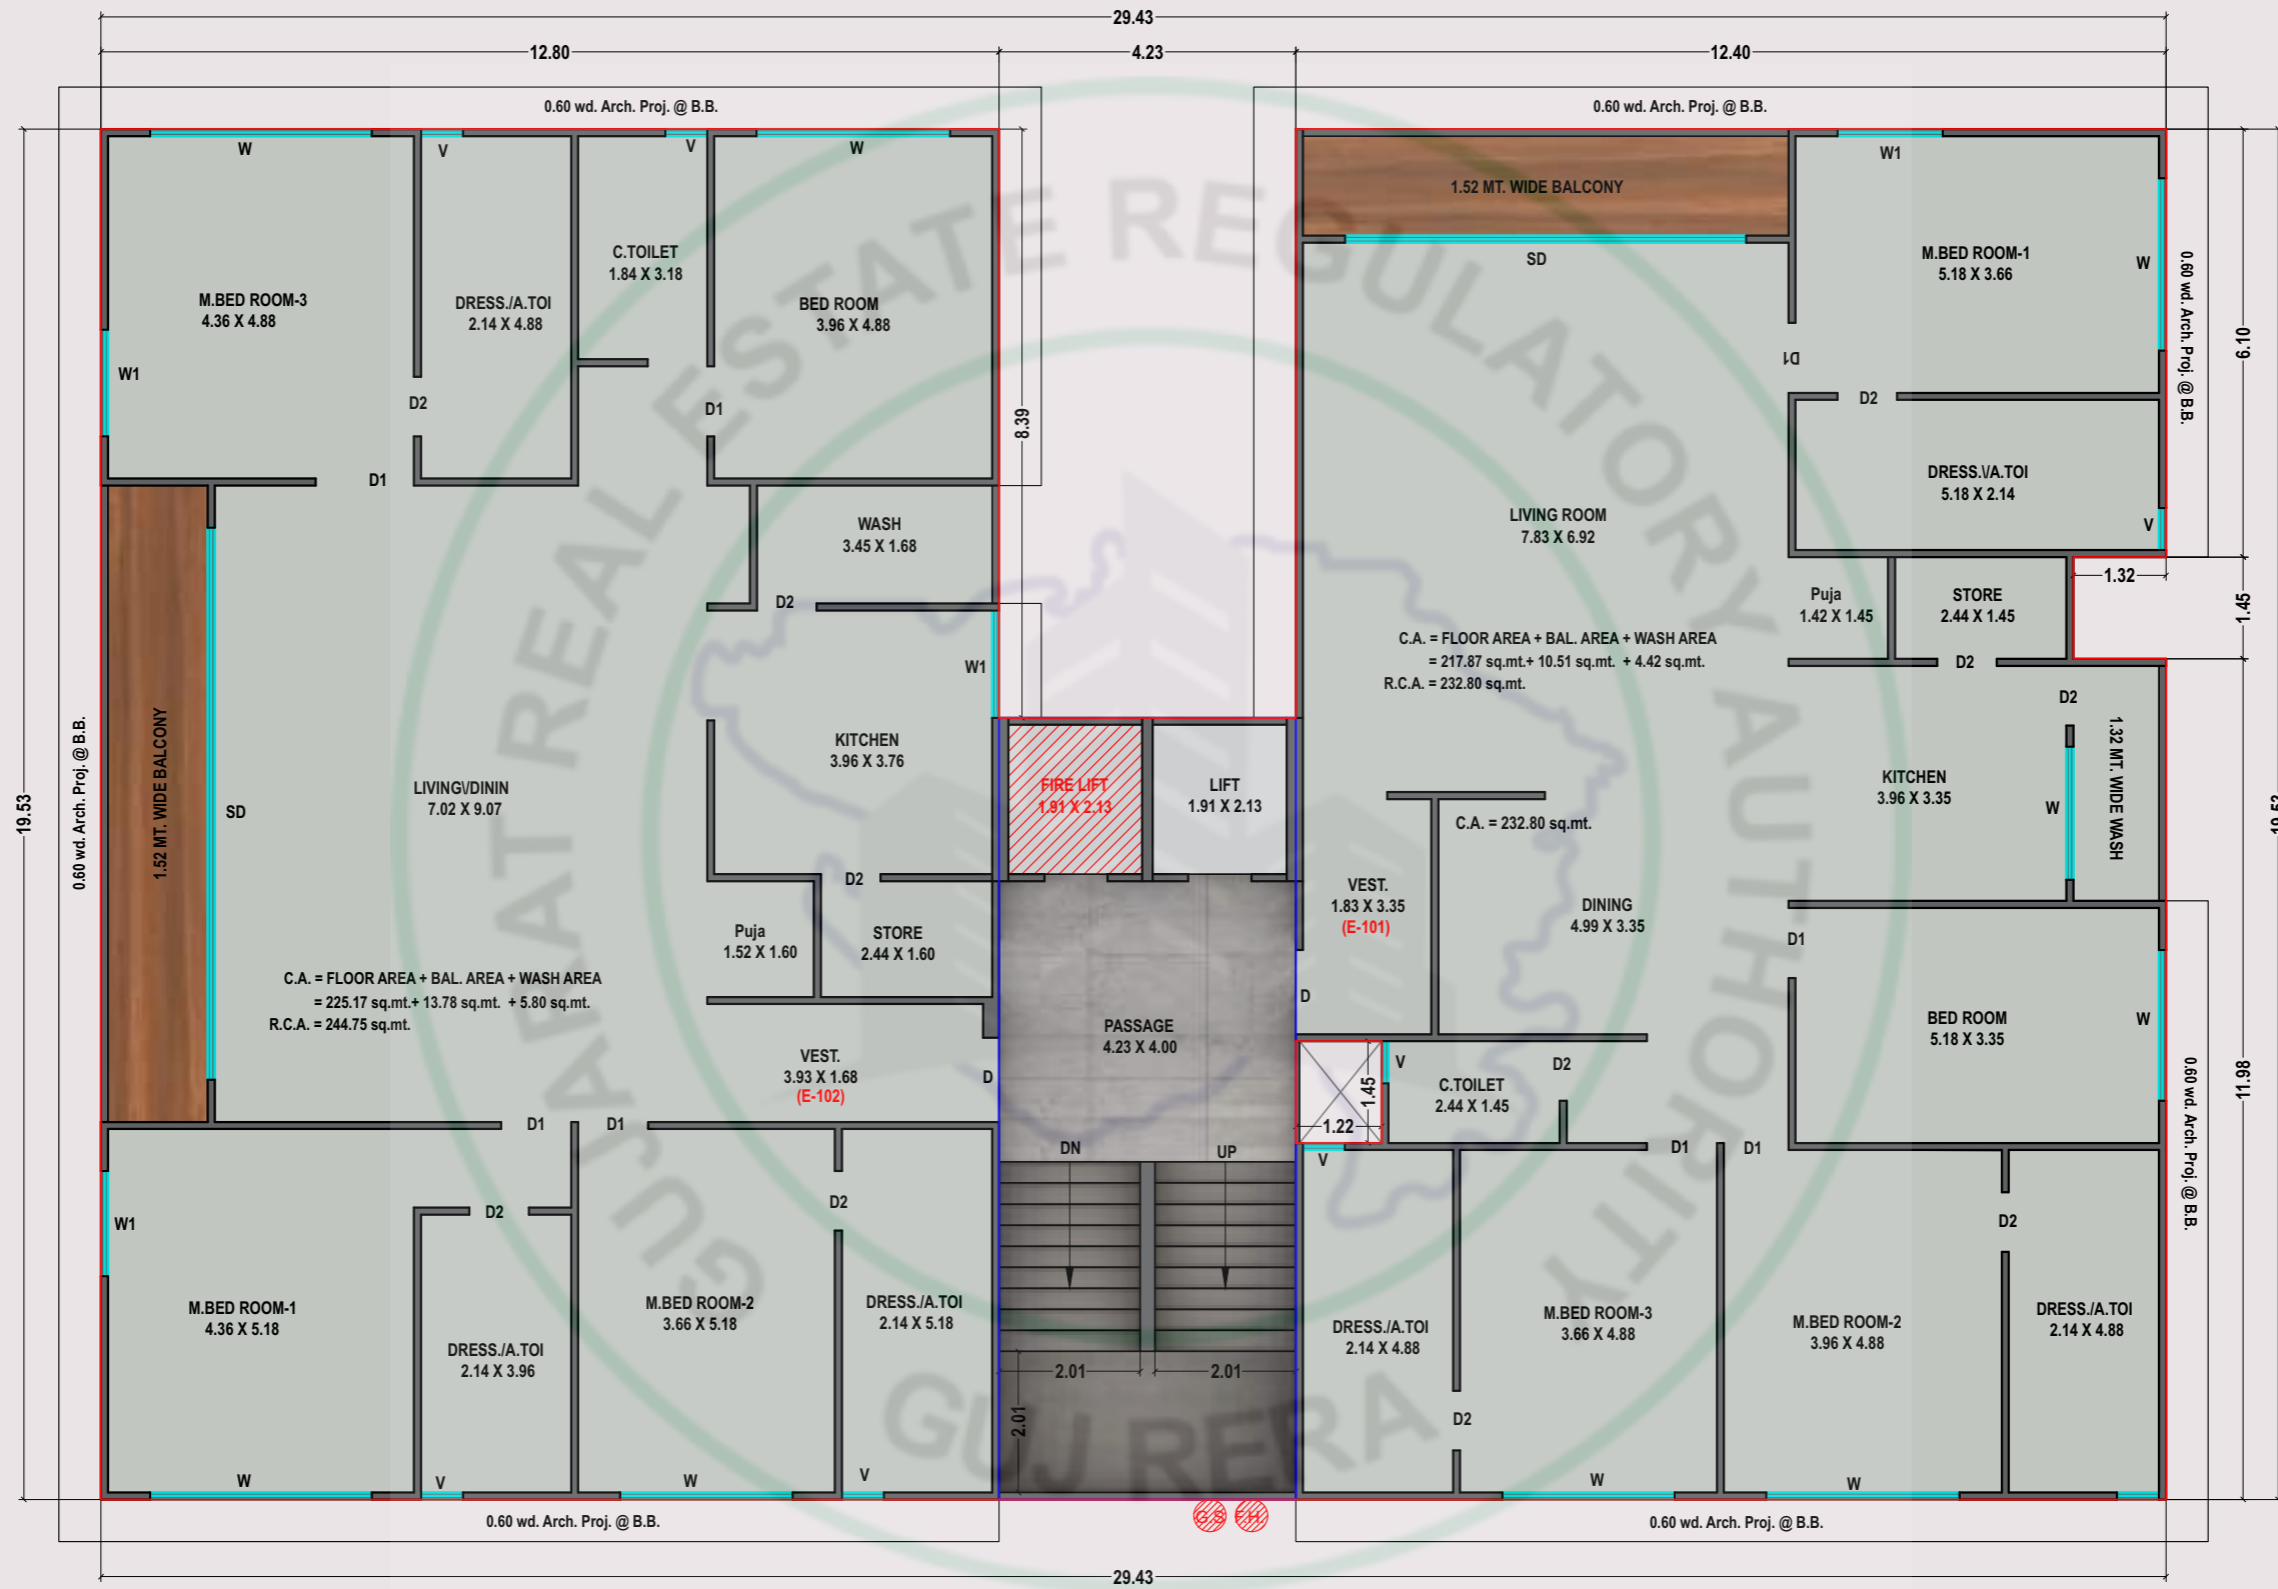 29.43
12.80
4.23
12.40
0.60 wd. Arch. Proj. @ B.B.
0.60 wd. Arch. Proj. @ B.B.
W
V
V
W
M.BED ROOM-3
4.36 X 4.88
DRESS./A.TOI
2.14 X 4.88
C.TOILET
1.84 X 3.18
BED ROOM
3.96 X 4.88
W1
D2
D1
D1
8.39
WASH
3.45 X 1.68
D2
W1
KITCHEN
3.96 X 3.76
19.53
0.60 wd. Arch. Proj. @ B.B.
1.52 MT. WIDE BALCONY
SD
LIVING\DININ
7.02 X 9.07
D2
Puja
1.52 X 1.60
STORE
2.44 X 1.60
C.A. = FLOOR AREA + BAL. AREA + WASH AREA
= 225.17 sq.mt.+ 13.78 sq.mt. + 5.80 sq.mt.
R.C.A. = 244.75 sq.mt.
VEST.
3.93 X 1.68
(E-102)
D
D1
D1
W1
D2
D2
M.BED ROOM-1
4.36 X 5.18
DRESS./A.TOI
2.14 X 3.96
M.BED ROOM-2
3.66 X 5.18
DRESS./A.TOI
2.14 X 5.18
W
V
W
V
0.60 wd. Arch. Proj. @ B.B.
FIRE LIFT
1.91 X 2.13
LIFT
1.91 X 2.13
PASSAGE
4.23 X 4.00
DN
UP
2.01
2.01
2.01
G.S
F.H.
1.52 MT. WIDE BALCONY
SD
W1
M.BED ROOM-1
5.18 X 3.66
W
D1
D2
0.60 wd. Arch. Proj. @ B.B.
6.10
DRESS.\A.TOI
5.18 X 2.14
V
LIVING ROOM
7.83 X 6.92
Puja
1.42 X 1.45
STORE
2.44 X 1.45
1.32
1.45
C.A. = FLOOR AREA + BAL. AREA + WASH AREA
= 217.87 sq.mt.+ 10.51 sq.mt. + 4.42 sq.mt.
R.C.A. = 232.80 sq.mt.
D2
D2
KITCHEN
3.96 X 3.35
W
1.32 MT. WIDE WASH
19.53
C.A. = 232.80 sq.mt.
VEST.
1.83 X 3.35
(E-101)
DINING
4.99 X 3.35
D1
D
BED ROOM
5.18 X 3.35
W
1.45
1.22
V
V
C.TOILET
2.44 X 1.45
D2
D1
D1
D2
0.60 wd. Arch. Proj. @ B.B.
11.98
DRESS./A.TOI
2.14 X 4.88
M.BED ROOM-3
3.66 X 4.88
M.BED ROOM-2
3.96 X 4.88
DRESS./A.TOI
2.14 X 4.88
D2
W
W
0.60 wd. Arch. Proj. @ B.B.
29.43
GUJARAT REAL ESTATE REGULATORY AUTHORITY
GUJ RERA